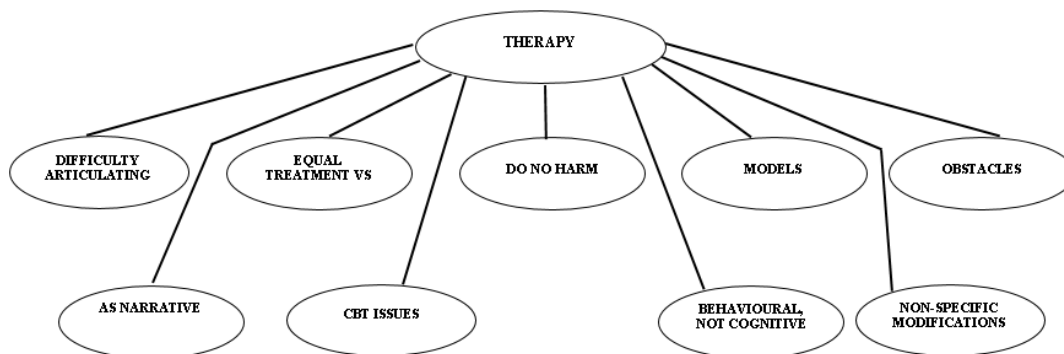 THERAPY
DIFFICULTY
ARTICULATING
EQUAL
TREATMENT VS
DO NO HARM
MODELS
OBSTACLES
AS NARRATIVE
CBT ISSUES
BEHAVIOURAL,
NOT COGNITIVE
NON-SPECIFIC
MODIFICATIONS